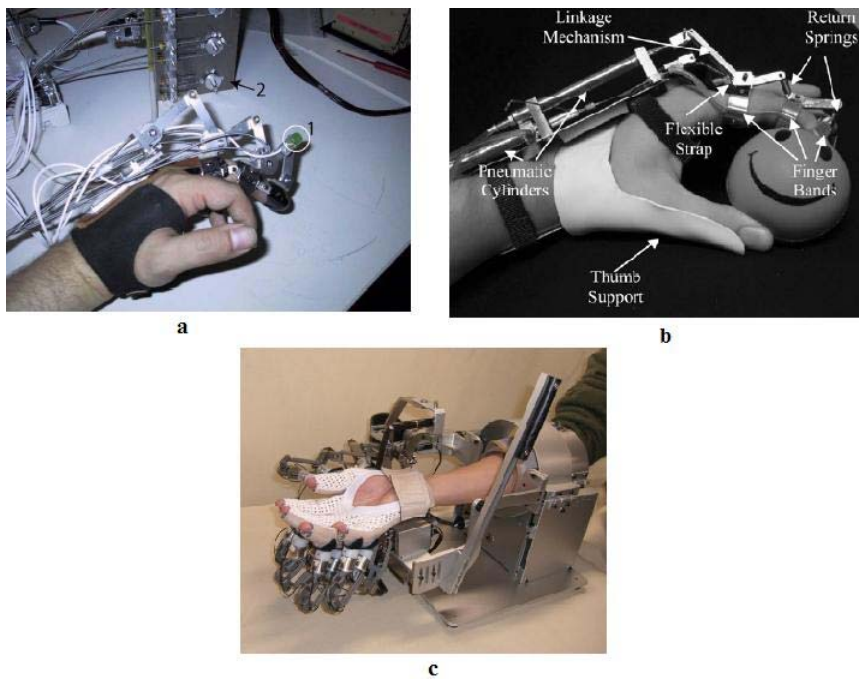 1
2
a
Linkage
Mechanism
Return
Springs
Flexible
Strap
Pneumatic
Cylinders
Finger
Bands
Thumb
Support
b
c